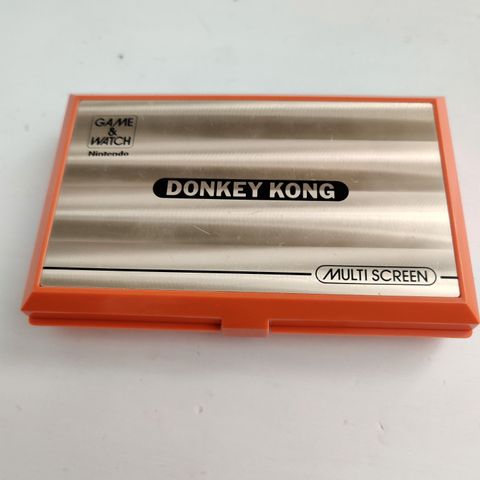 GAME
&
WATCH
Nintendo
DONKEY KONG
MULTI SCREEN